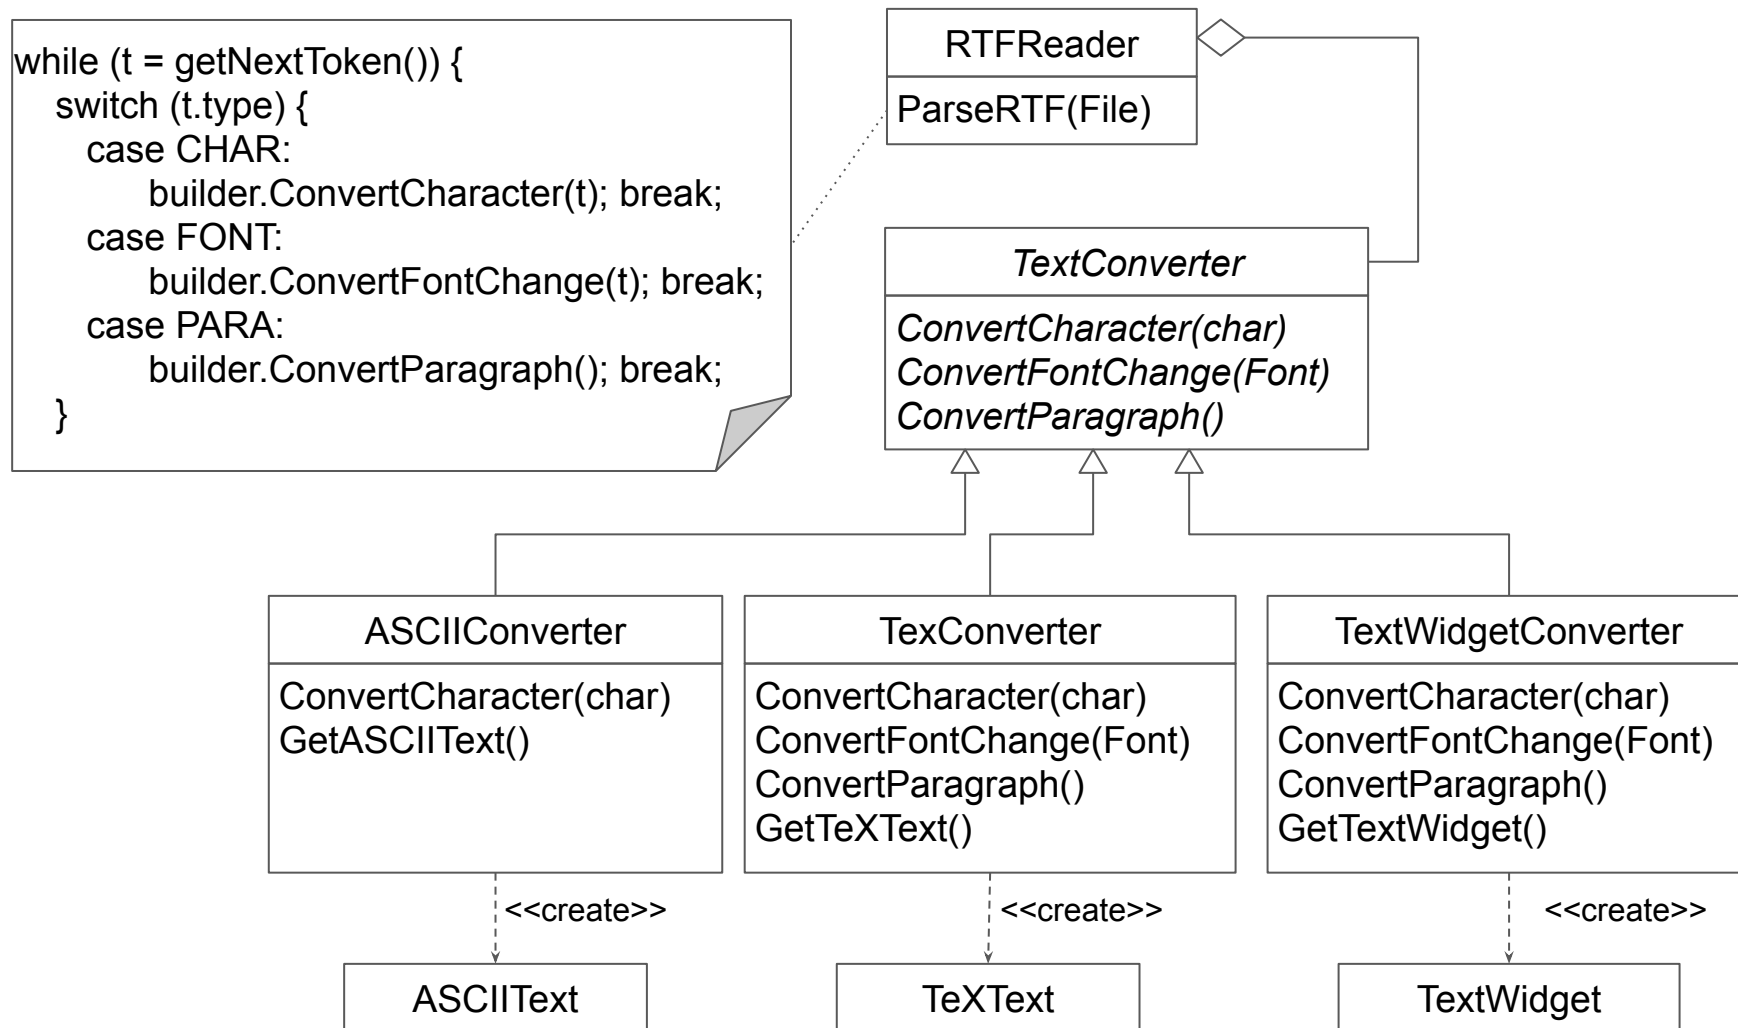 while (t = getNextToken()) {
switch (t.type) {
case CHAR:
builder.ConvertCharacter(t); break;
case FONT:
builder.ConvertFontChange(t); break;
case PARA:
builder.ConvertParagraph(); break;
}
RTFReader
ParseRTF(File)
TextConverter
ConvertCharacter(char)
ConvertFontChange(Font)
ConvertParagraph()
ASCIIConverter
ConvertCharacter(char)
GetASCIIText()
TexConverter
ConvertCharacter(char)
ConvertFontChange(Font)
ConvertParagraph()
GetTeXText()
TextWidgetConverter
ConvertCharacter(char)
ConvertFontChange(Font)
ConvertParagraph()
GetTextWidget()
<<create>>
<<create>>
<<create>>
ASCIIText
TeXText
TextWidget